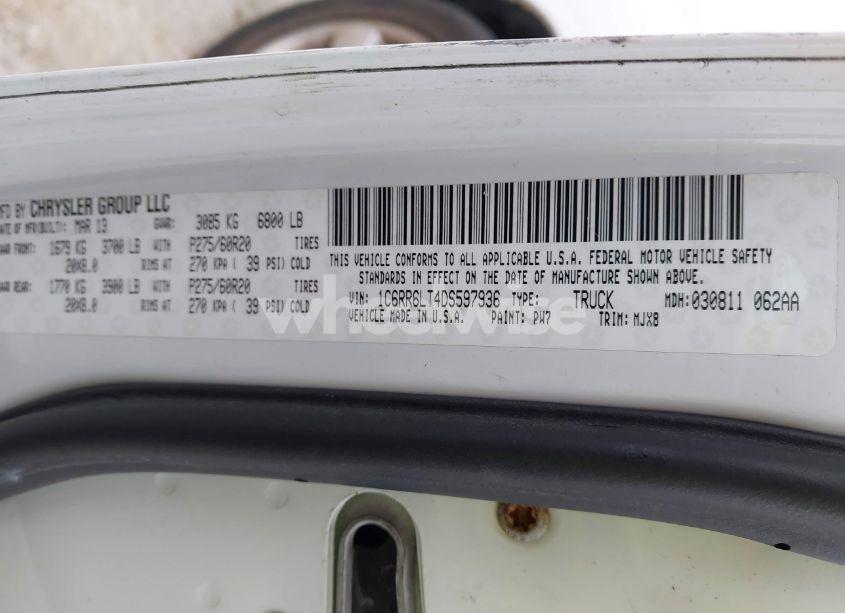 MFD BY CHRYSLER GROUP LLC
DATE OF MFR(BUILT): MAR 13 GVWR: 3085 KG 6800 LB
GAWR FRONT: 1679 KG 3700 LB WITH P275/60R20 TIRES
20X8.0 RIMS AT 270 KPA ( 39 PSI) COLD
GAWR REAR: 1770 KG 3900 LB WITH P275/60R20 TIRES
20X8.0 RIMS AT 270 KPA ( 39 PSI) COLD
THIS VEHICLE CONFORMS TO ALL APPLICABLE U.S.A. FEDERAL MOTOR VEHICLE SAFETY
STANDARDS IN EFFECT ON THE DATE OF MANUFACTURE SHOWN ABOVE.
VIN: 1C6RR6LT4DS597936 TYPE: TRUCK MDH:030811 062AA
VEHICLE MADE IN U.S.A. PAINT: PW7 TRIM: MJX8
wheelwise